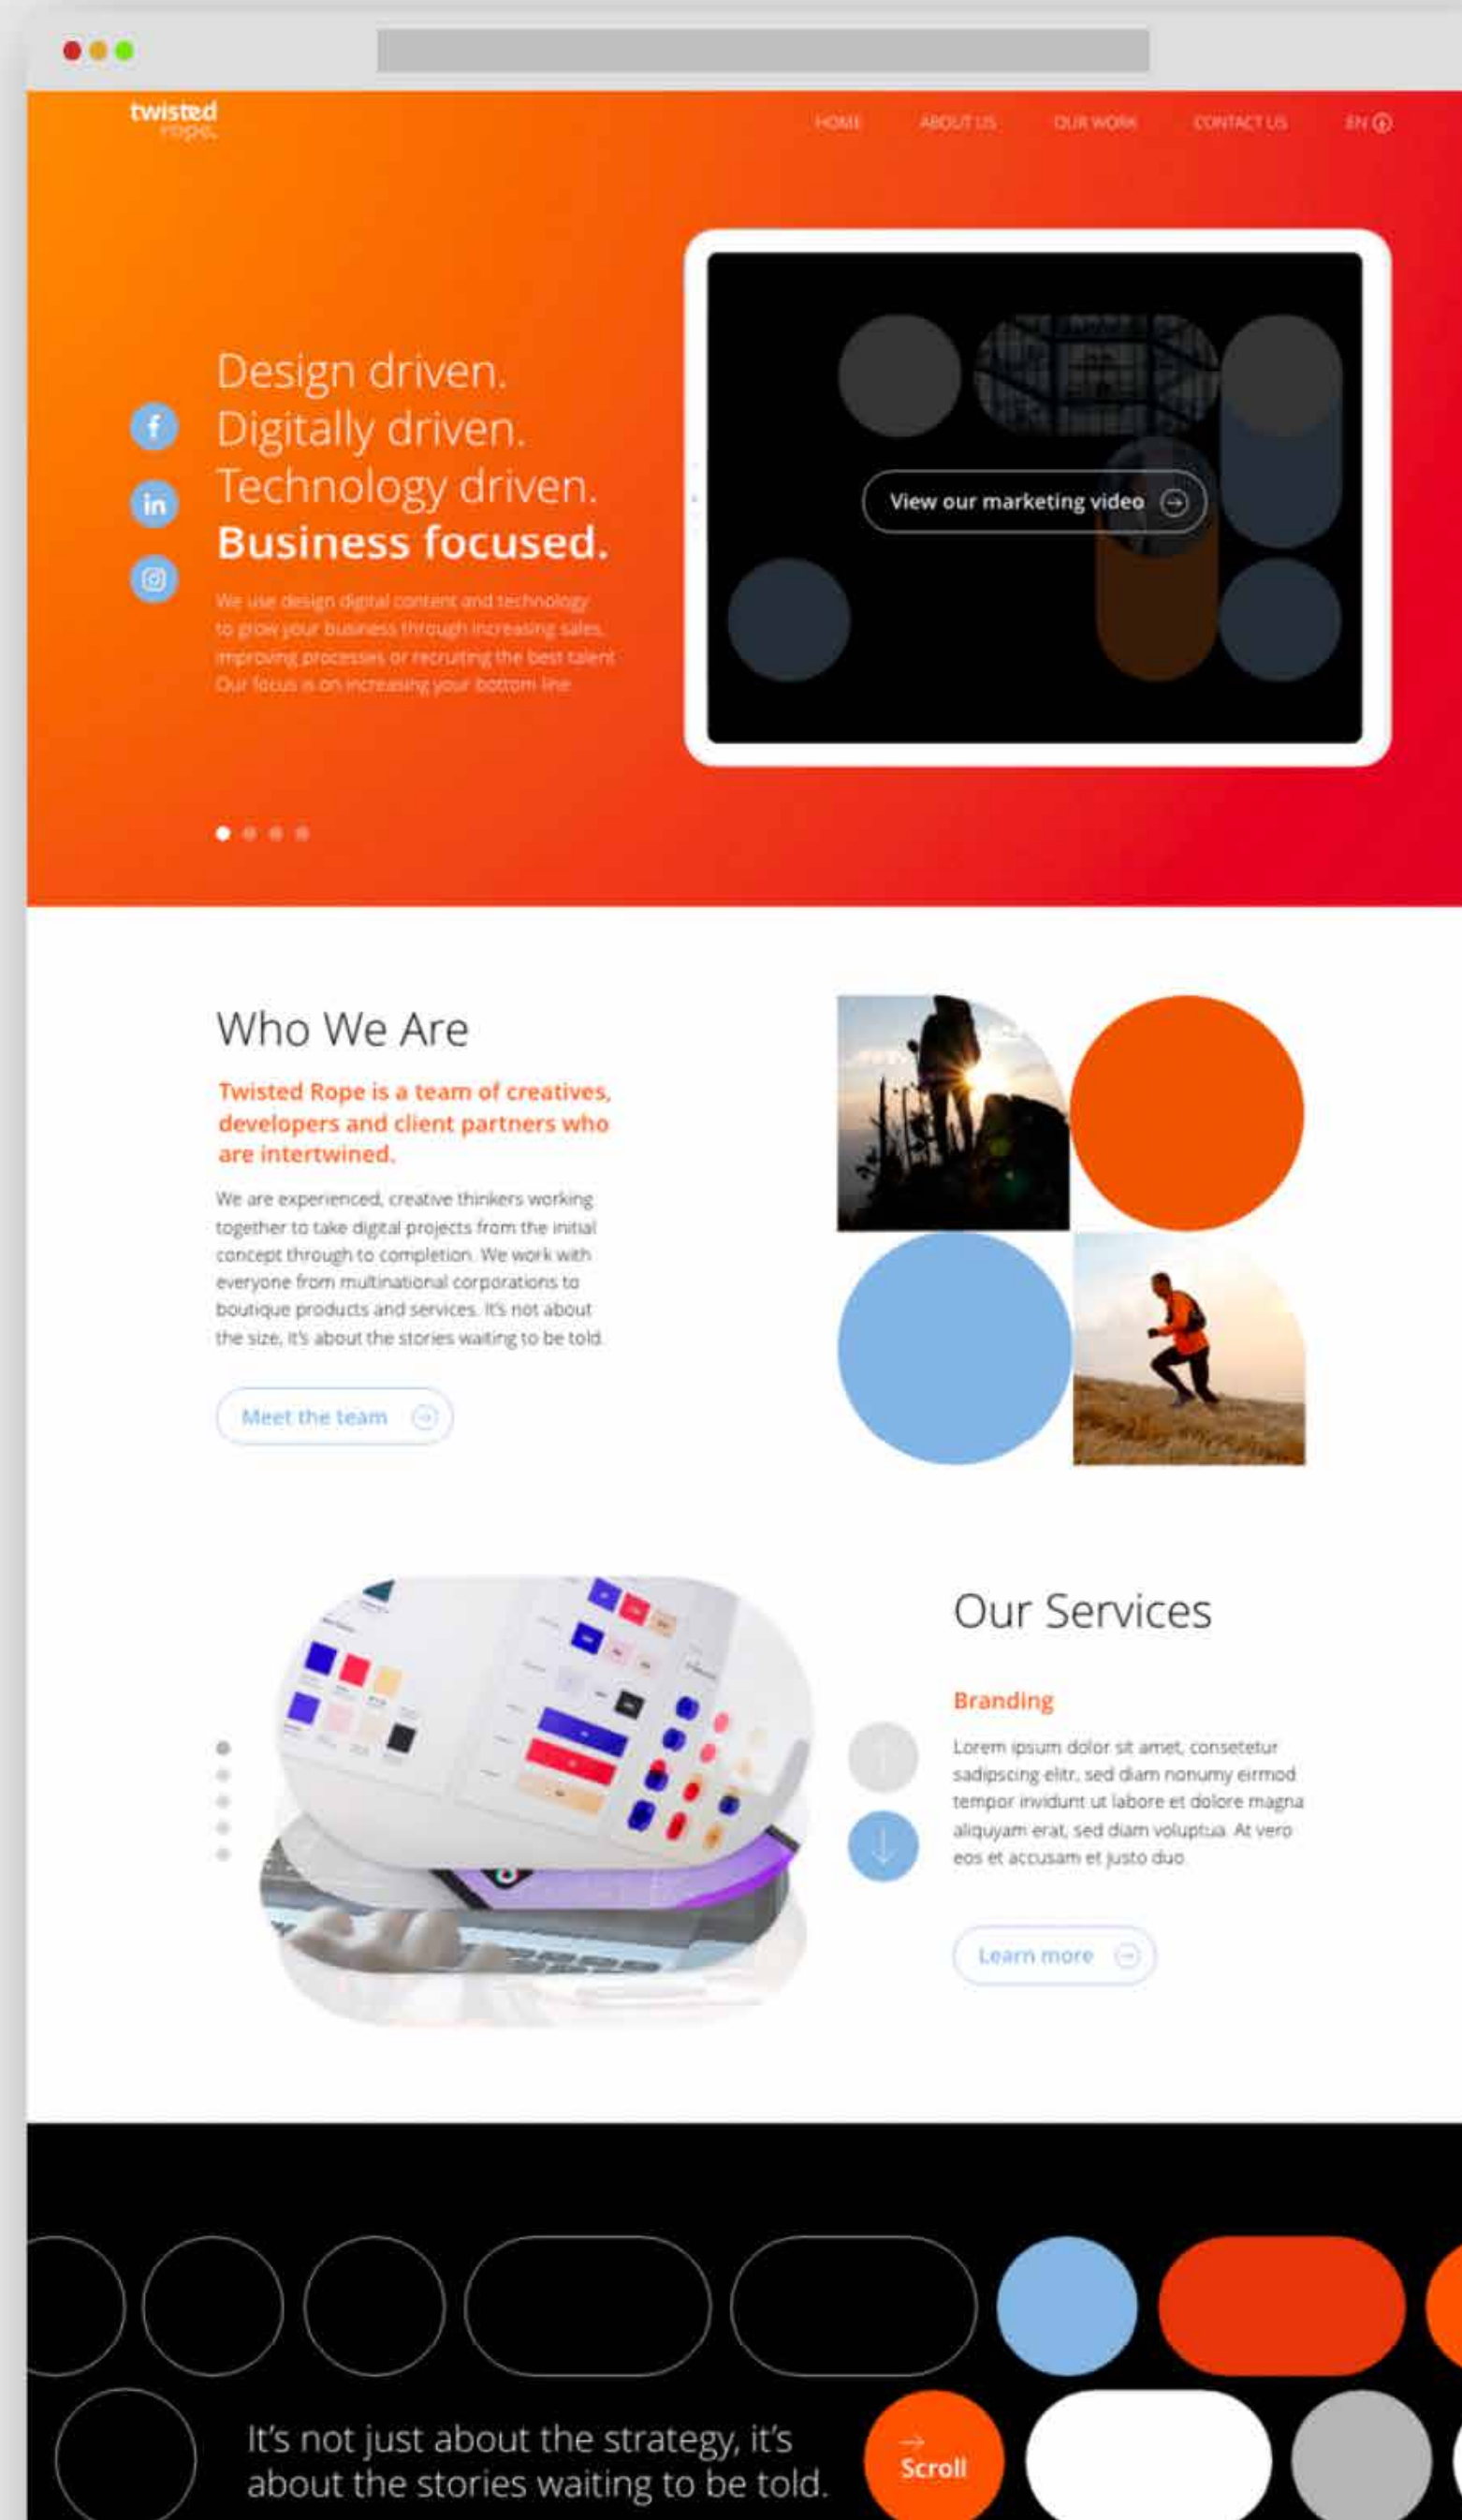 twisted
rope.
HOME ABOUT US OUR WORK CONTACT US EN
Design driven.
Digitally driven.
Technology driven.
Business focused.
We use design digital content and technology
to grow your business through increasing sales,
improving processes or recruiting the best talent.
Our focus is on increasing your bottom line.
f
in
View our marketing video
Who We Are
Twisted Rope is a team of creatives,
developers and client partners who
are intertwined.
We are experienced, creative thinkers working
together to take digital projects from the initial
concept through to completion. We work with
everyone from multinational corporations to
boutique products and services. It's not about
the size, it's about the stories waiting to be told.
Meet the team
Our Services
Branding
Lorem ipsum dolor sit amet, consetetur
sadipscing elitr, sed diam nonumy eirmod
tempor invidunt ut labore et dolore magna
aliquyam erat, sed diam voluptua. At vero
eos et accusam et justo duo.
Learn more
It's not just about the strategy, it's
about the stories waiting to be told.
Scroll